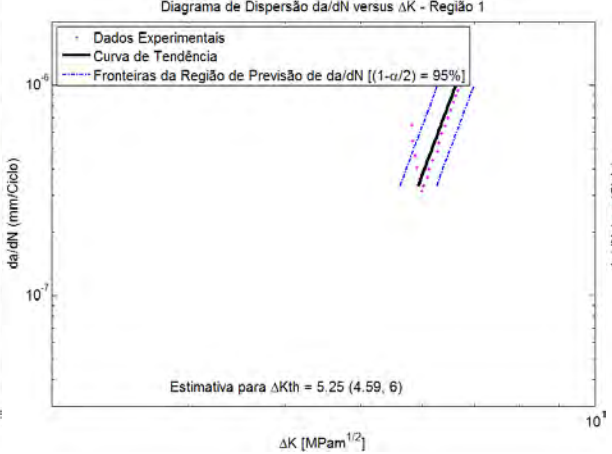 Diagrama de Dispersão da/dN versus ΔK - Região 1
Dados Experimentais
Curva de Tendência
Fronteiras da Região de Previsão de da/dN [(1-α/2) = 95%]
10⁻⁶
da/dN (mm/Ciclo)
10⁻⁷
Estimativa para ΔKth = 5.25 (4.59, 6)
10¹
ΔK [MPam^1/2]